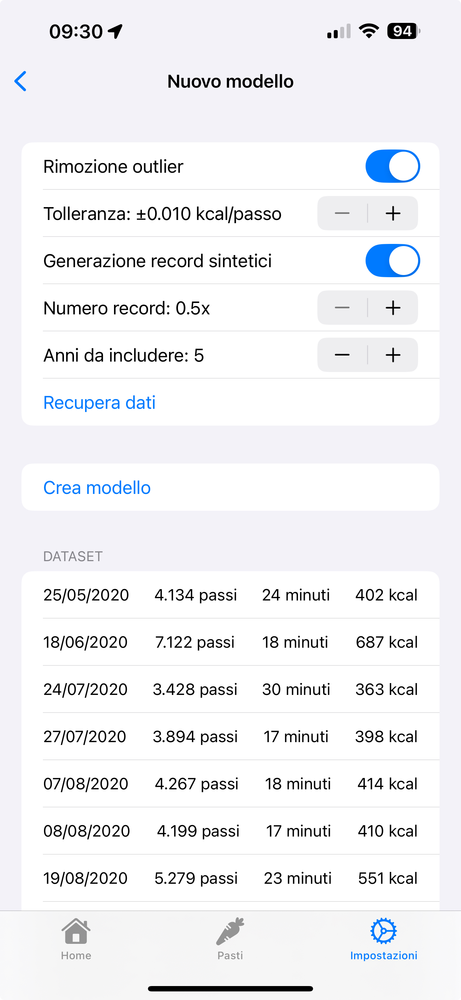 09:30
94
Nuovo modello
Rimozione outlier
Tolleranza: ±0.010 kcal/passo
Generazione record sintetici
Numero record: 0.5x
Anni da includere: 5
Recupera dati
Crea modello
DATASET
25/05/2020 4.134 passi 24 minuti 402 kcal
18/06/2020 7.122 passi 18 minuti 687 kcal
24/07/2020 3.428 passi 30 minuti 363 kcal
27/07/2020 3.894 passi 17 minuti 398 kcal
07/08/2020 4.267 passi 18 minuti 414 kcal
08/08/2020 4.199 passi 17 minuti 410 kcal
19/08/2020 5.279 passi 23 minuti 551 kcal
Home Pasti Impostazioni